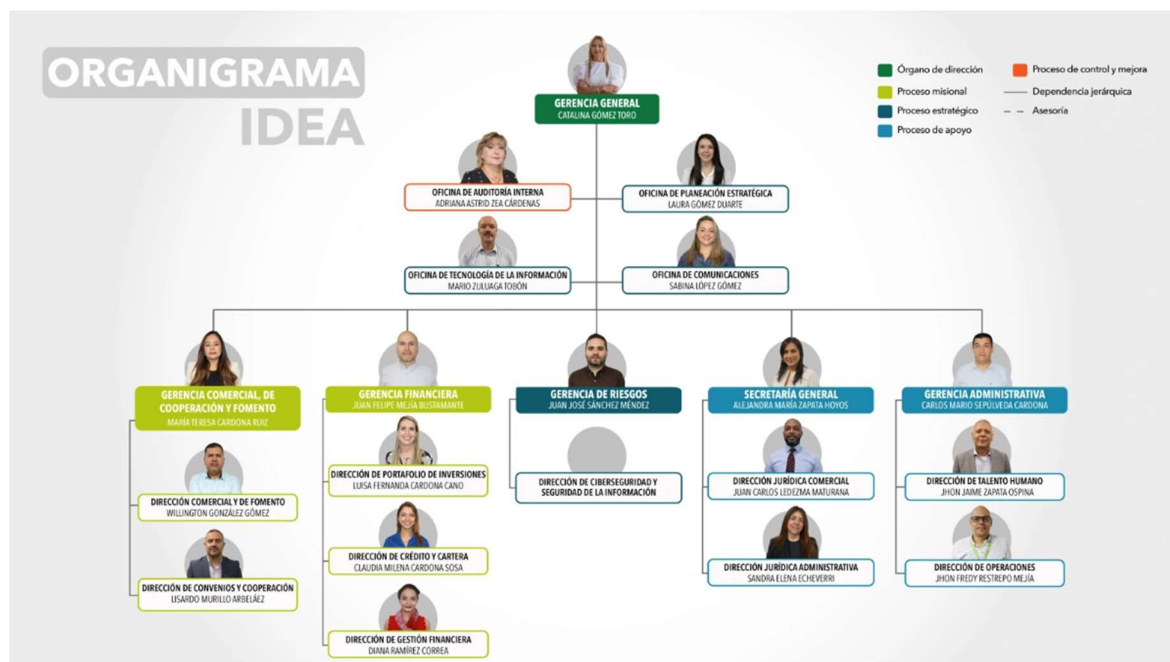 ORGANIGRAMA
IDEA
Órgano de dirección
Proceso misional
Proceso estratégico
Proceso de apoyo
Proceso de control y mejora
Dependencia jerárquica
Asesoría
GERENCIA GENERAL
CATALINA GÓMEZ TORO
OFICINA DE AUDITORÍA INTERNA
ADRIANA ASTRID ZEA CÁRDENAS
OFICINA DE PLANEACIÓN ESTRATÉGICA
LAURA GÓMEZ DUARTE
OFICINA DE TECNOLOGÍA DE LA INFORMACIÓN
MARIO ZULUAGA TOBÓN
OFICINA DE COMUNICACIONES
SABINA LÓPEZ GÓMEZ
GERENCIA COMERCIAL, DE
COOPERACIÓN Y FOMENTO
MARÍA TERESA CARDONA RUIZ
DIRECCIÓN COMERCIAL Y DE FOMENTO
WILLINGTON GONZÁLEZ GÓMEZ
DIRECCIÓN DE CONVENIOS Y COOPERACIÓN
LISARDO MURILLO ARBELÁEZ
GERENCIA FINANCIERA
JUAN FELIPE MEJÍA BUSTAMANTE
DIRECCIÓN DE PORTAFOLIO DE INVERSIONES
LUISA FERNANDA CARDONA CANO
DIRECCIÓN DE CRÉDITO Y CARTERA
CLAUDIA MILENA CARDONA SOSA
DIRECCIÓN DE GESTIÓN FINANCIERA
DIANA RAMÍREZ CORREA
GERENCIA DE RIESGOS
JUAN JOSÉ SÁNCHEZ MÉNDEZ
DIRECCIÓN DE CIBERSEGURIDAD Y
SEGURIDAD DE LA INFORMACIÓN
SECRETARÍA GENERAL
ALEJANDRA MARÍA ZAPATA HOYOS
DIRECCIÓN JURÍDICA COMERCIAL
JUAN CARLOS LEDEZMA MATURANA
DIRECCIÓN JURÍDICA ADMINISTRATIVA
SANDRA ELENA ECHEVERRI
GERENCIA ADMINISTRATIVA
CARLOS MARIO SEPÚLVEDA CARDONA
DIRECCIÓN DE TALENTO HUMANO
JHON JAIME ZAPATA OSPINA
DIRECCIÓN DE OPERACIONES
JHON FREDY RESTREPO MEJÍA